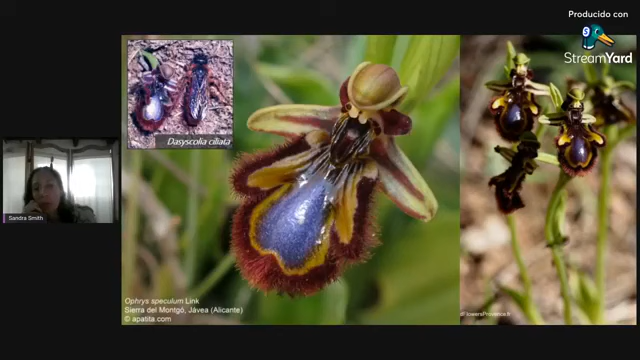 Producido con
StreamYard
Dasyscolia ciliata
Sandra Smith
Ophrys speculum Link
Sierra del Montgó, Jávea (Alicante)
© apatita.com